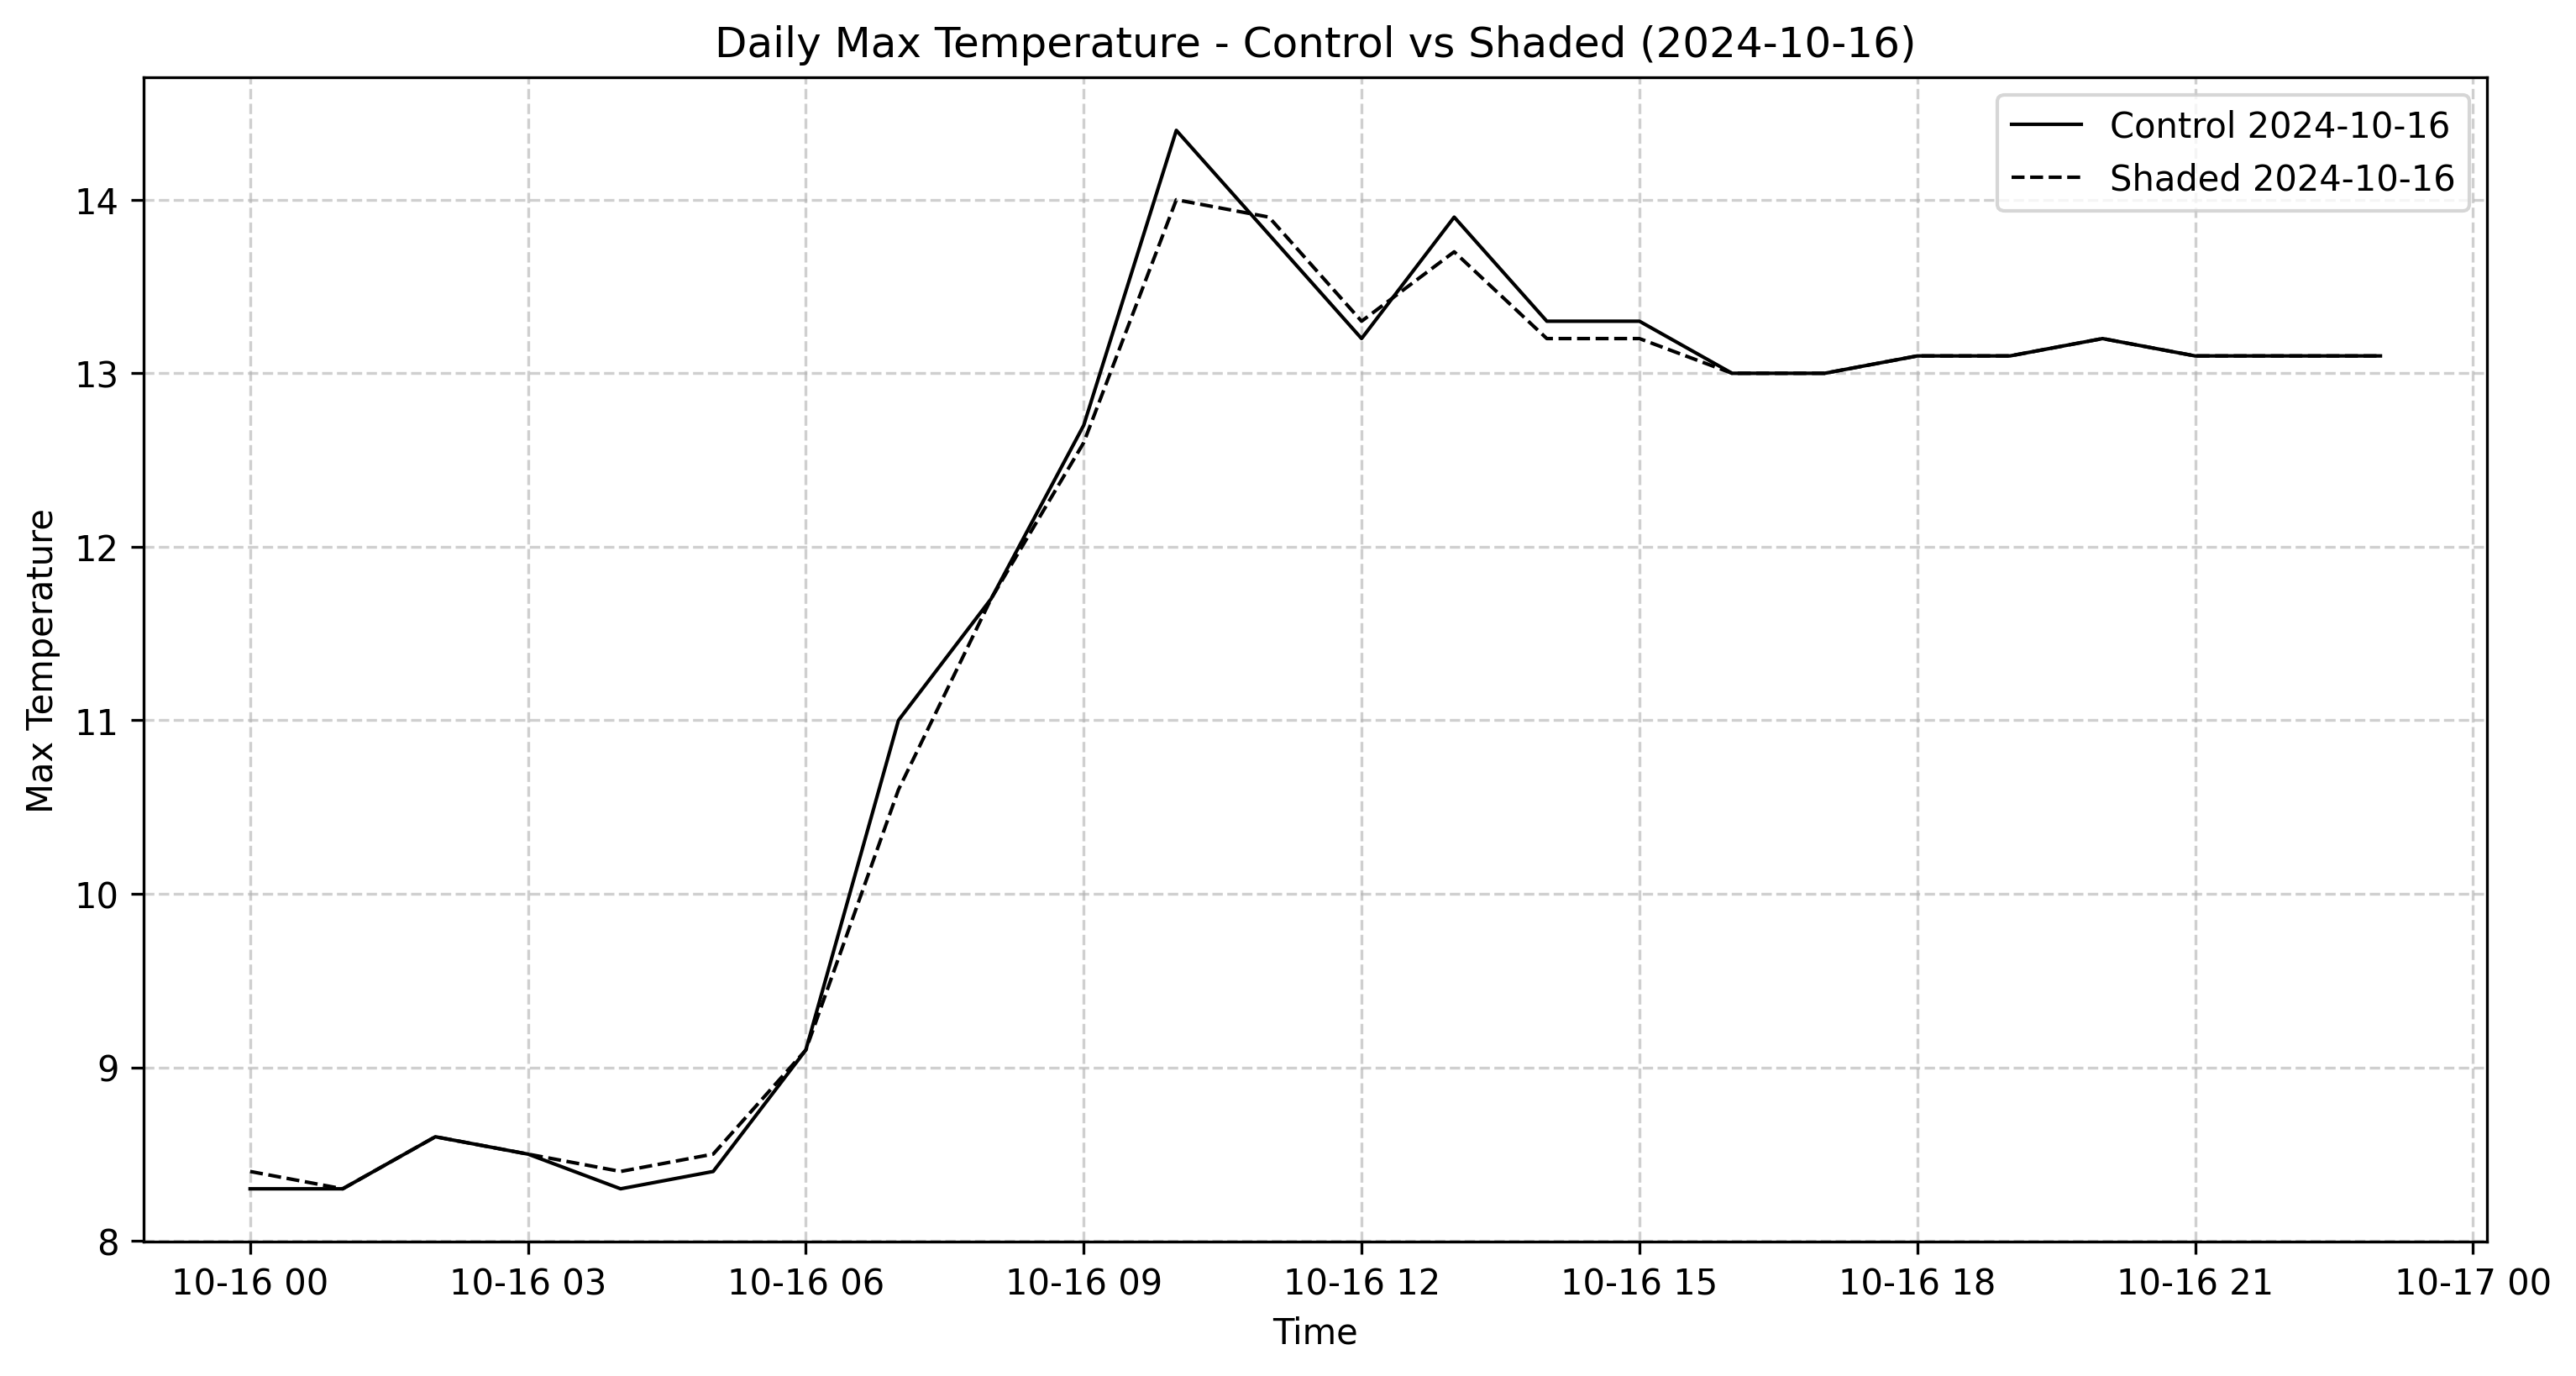 Daily Max Temperature - Control vs Shaded (2024-10-16)
Control 2024-10-16
Shaded 2024-10-16
Max Temperature
14
13
12
11
10
9
8
10-16 00 10-16 03 10-16 06 10-16 09 10-16 12 10-16 15 10-16 18 10-16 21 10-17 00
Time